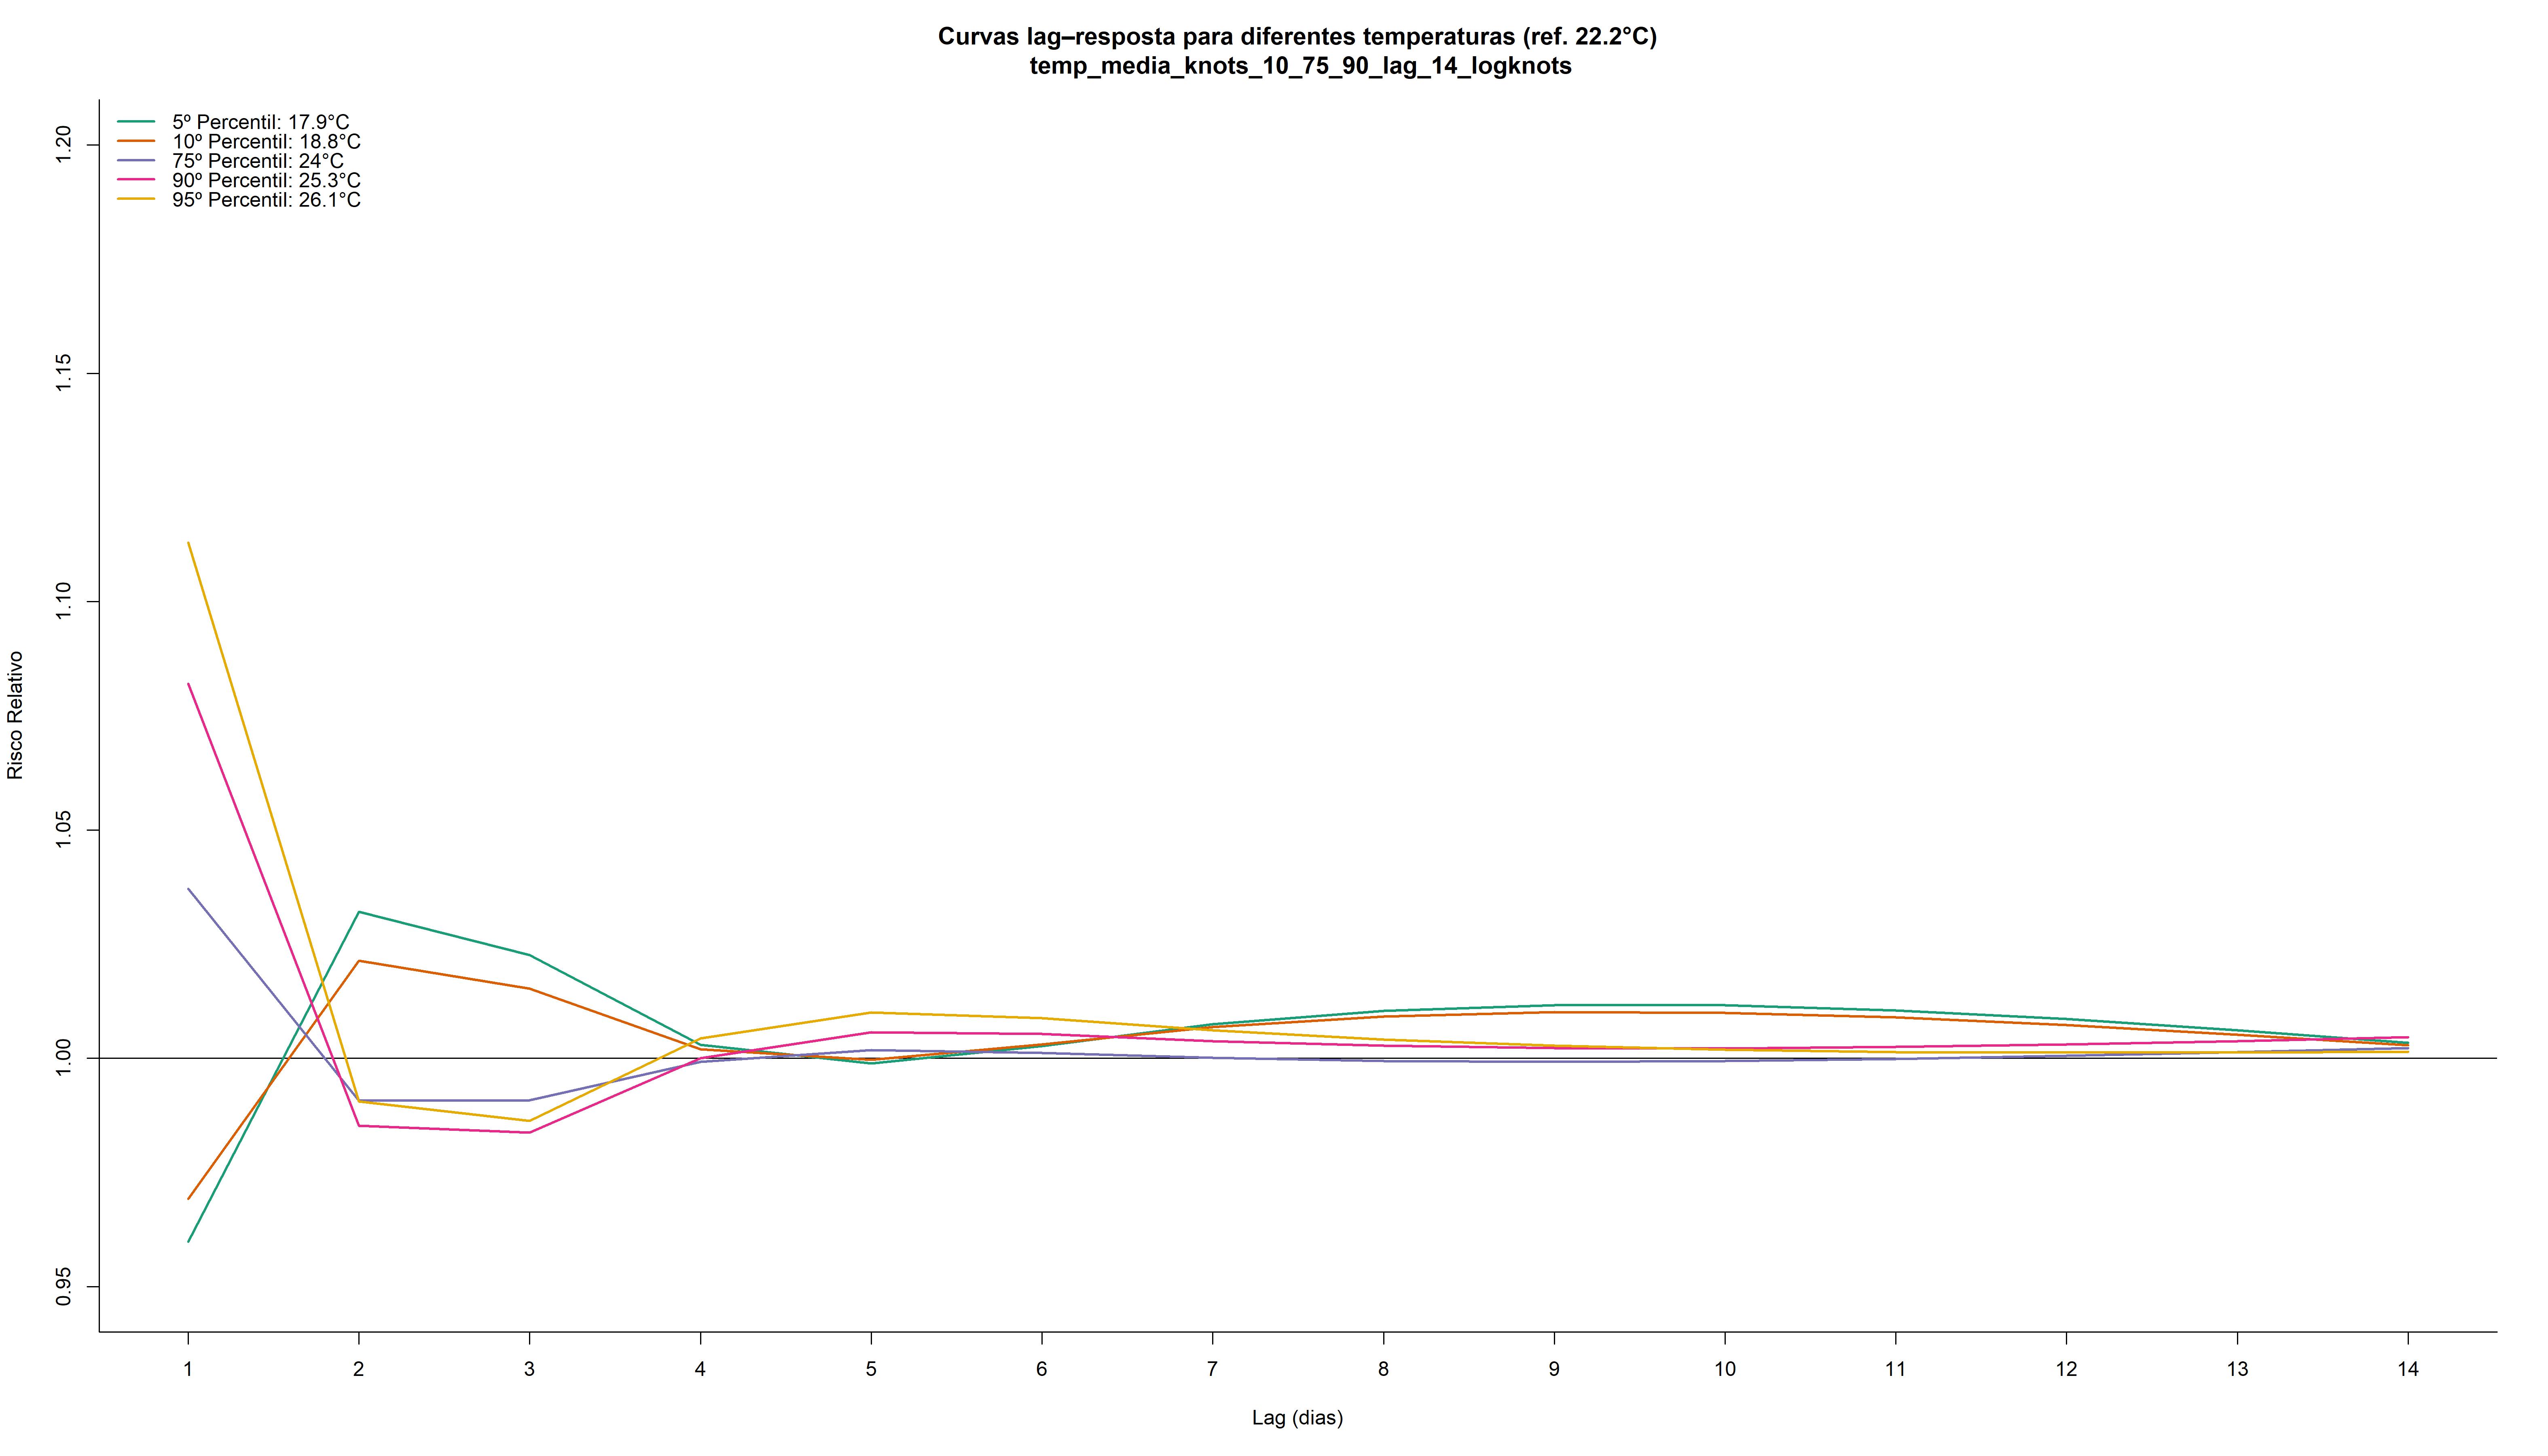 Curvas lag–resposta para diferentes temperaturas (ref. 22.2°C)
temp_media_knots_10_75_90_lag_14_logknots
5º Percentil: 17.9°C
10º Percentil: 18.8°C
75º Percentil: 24°C
90º Percentil: 25.3°C
95º Percentil: 26.1°C
1.20
1.15
1.10
1.05
1.00
0.95
Risco Relativo
1 2 3 4 5 6 7 8 9 10 11 12 13 14
Lag (dias)